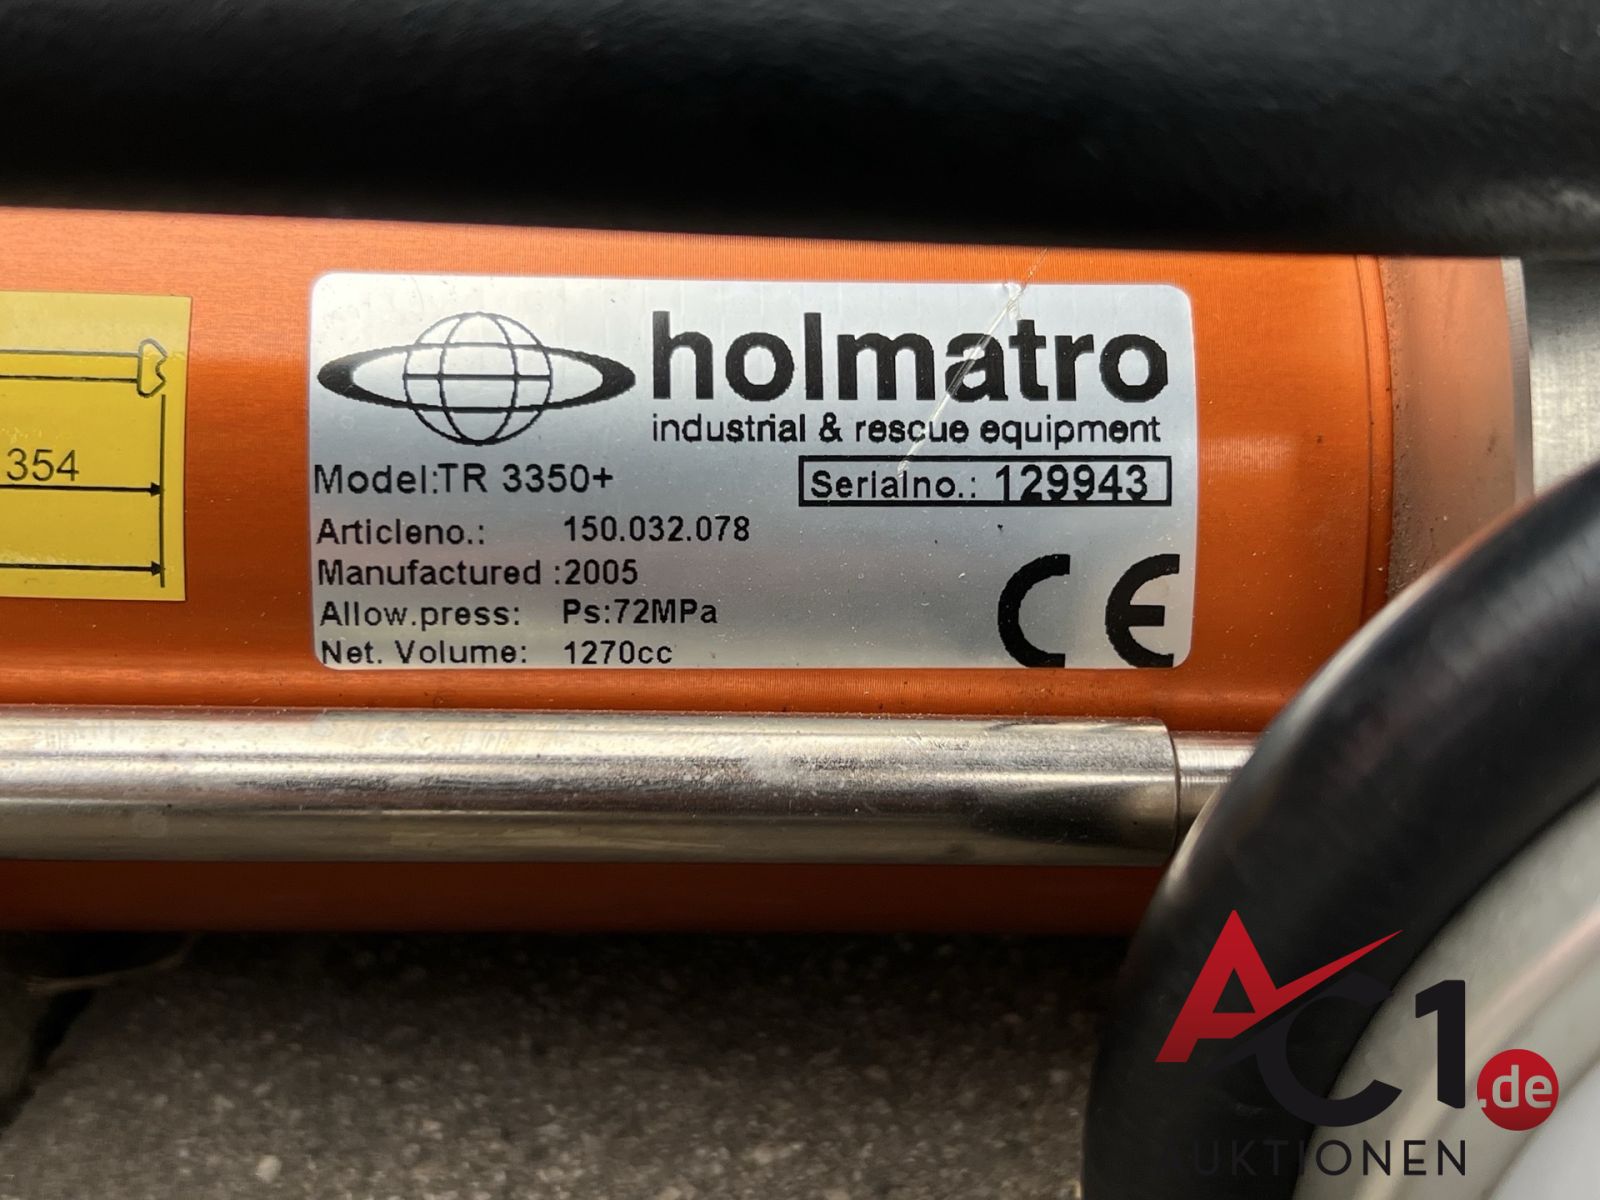 holmatro
industrial & rescue equipment
Model:TR 3350+
Serialno.: 129943
Articleno.: 150.032.078
Manufactured :2005
Allow.press: Ps:72MPa
Net. Volume: 1270cc
CE
354
AC1.de
AUKTIONEN